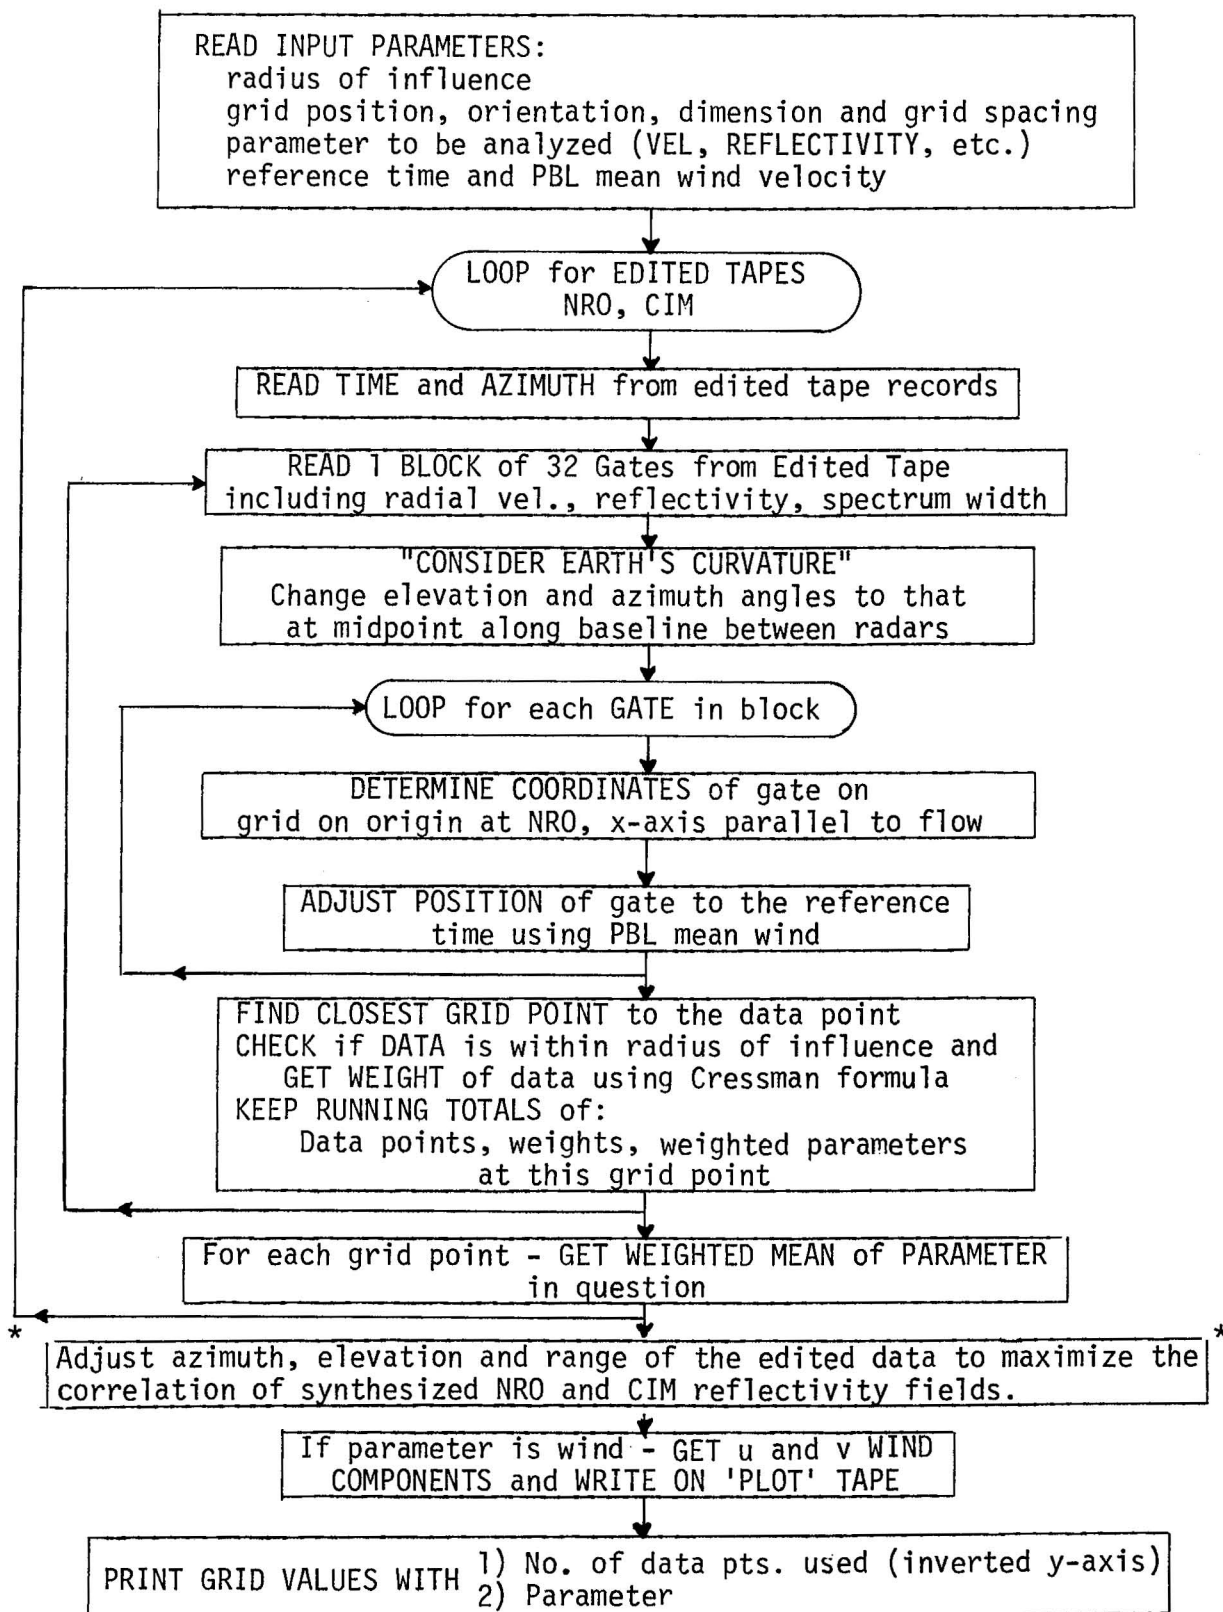 READ INPUT PARAMETERS:
radius of influence
grid position, orientation, dimension and grid spacing
parameter to be analyzed (VEL, REFLECTIVITY, etc.)
reference time and PBL mean wind velocity
LOOP for EDITED TAPES
NRO, CIM
READ TIME and AZIMUTH from edited tape records
READ 1 BLOCK of 32 Gates from Edited Tape
including radial vel., reflectivity, spectrum width
"CONSIDER EARTH'S CURVATURE"
Change elevation and azimuth angles to that
at midpoint along baseline between radars
LOOP for each GATE in block
DETERMINE COORDINATES of gate on
grid on origin at NRO, x-axis parallel to flow
ADJUST POSITION of gate to the reference
time using PBL mean wind
FIND CLOSEST GRID POINT to the data point
CHECK if DATA is within radius of influence and
GET WEIGHT of data using Cressman formula
KEEP RUNNING TOTALS of:
Data points, weights, weighted parameters
at this grid point
For each grid point - GET WEIGHTED MEAN of PARAMETER
in question
* *
Adjust azimuth, elevation and range of the edited data to maximize the
correlation of synthesized NRO and CIM reflectivity fields.
If parameter is wind - GET u and v WIND
COMPONENTS and WRITE ON 'PLOT' TAPE
PRINT GRID VALUES WITH 1) No. of data pts. used (inverted y-axis)
2) Parameter